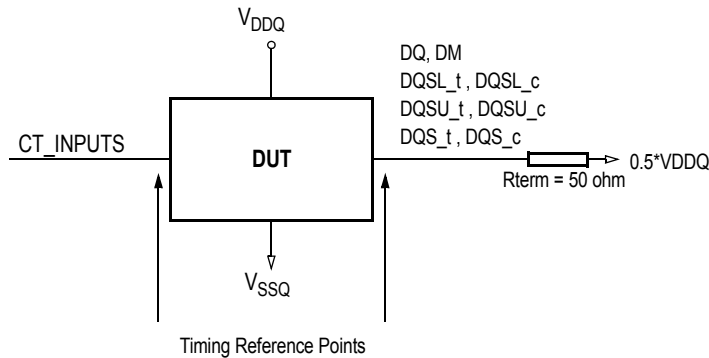 VDDQ
DQ, DM
DQSL_t , DQSL_c
DQSU_t , DQSU_c
DQS_t , DQS_c
CT_INPUTS
DUT
0.5*VDDQ
Rterm = 50 ohm
VSSQ
Timing Reference Points